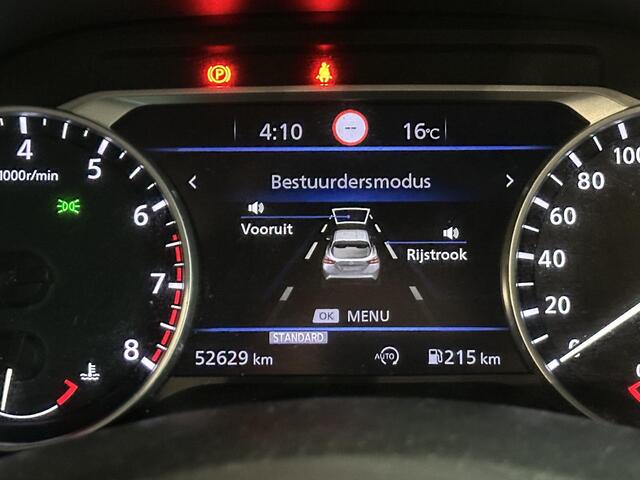 P
4:10 -- 16°C
4 5 6 7 8
1000r/min
Bestuurdersmodus
Vooruit
Rijstrook
OK MENU
STANDARD
52629 km AUTO 215 km
100 80 60 40 20 0